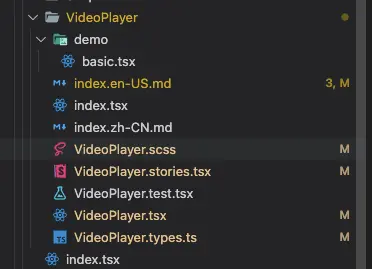 VideoPlayer
demo
basic.tsx
index.en-US.md 3, M
index.tsx
index.zh-CN.md
VideoPlayer.scss M
VideoPlayer.stories.tsx M
VideoPlayer.test.tsx
VideoPlayer.tsx M
TS VideoPlayer.types.ts M
index.tsx